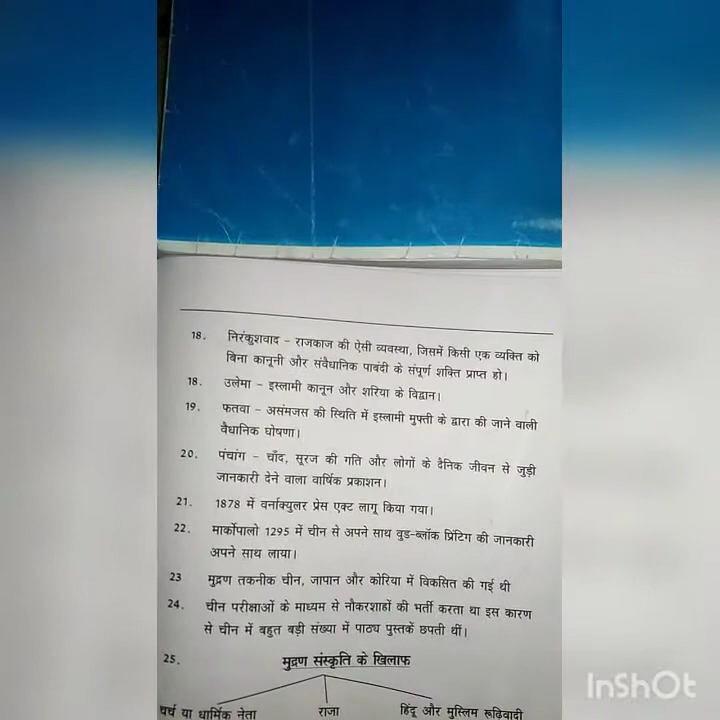 18. निरंकुशवाद – राजकाज की ऐसी व्यवस्था, जिसमें किसी एक व्यक्ति को
बिना कानूनी और संवैधानिक पाबंदी के संपूर्ण शक्ति प्राप्त हो।
18. उलेमा – इस्लामी कानून और शरिया के विद्वान।
19. फतवा – असंमजस की स्थिति में इस्लामी मुफ्ती के द्वारा की जाने वाली
वैधानिक घोषणा।
20. पंचांग – चाँद, सूरज की गति और लोगों के दैनिक जीवन से जुड़ी
जानकारी देने वाला वार्षिक प्रकाशन।
21. 1878 में वर्नाक्युलर प्रेस एक्ट लागू किया गया।
22. मार्कोपालो 1295 में चीन से अपने साथ वुड-ब्लॉक प्रिंटिग की जानकारी
अपने साथ लाया।
23 मुद्रण तकनीक चीन, जापान और कोरिया में विकसित की गई थी
24. चीन परीक्षाओं के माध्यम से नौकरशाहों की भर्ती करता था इस कारण
से चीन में बहुत बड़ी संख्या में पाठ्य पुस्तकें छपती थीं।
25. मुद्रण संस्कृति के खिलाफ
चर्च या धार्मिक नेता राजा हिंदू और मुस्लिम रूढ़िवादी
InShOt